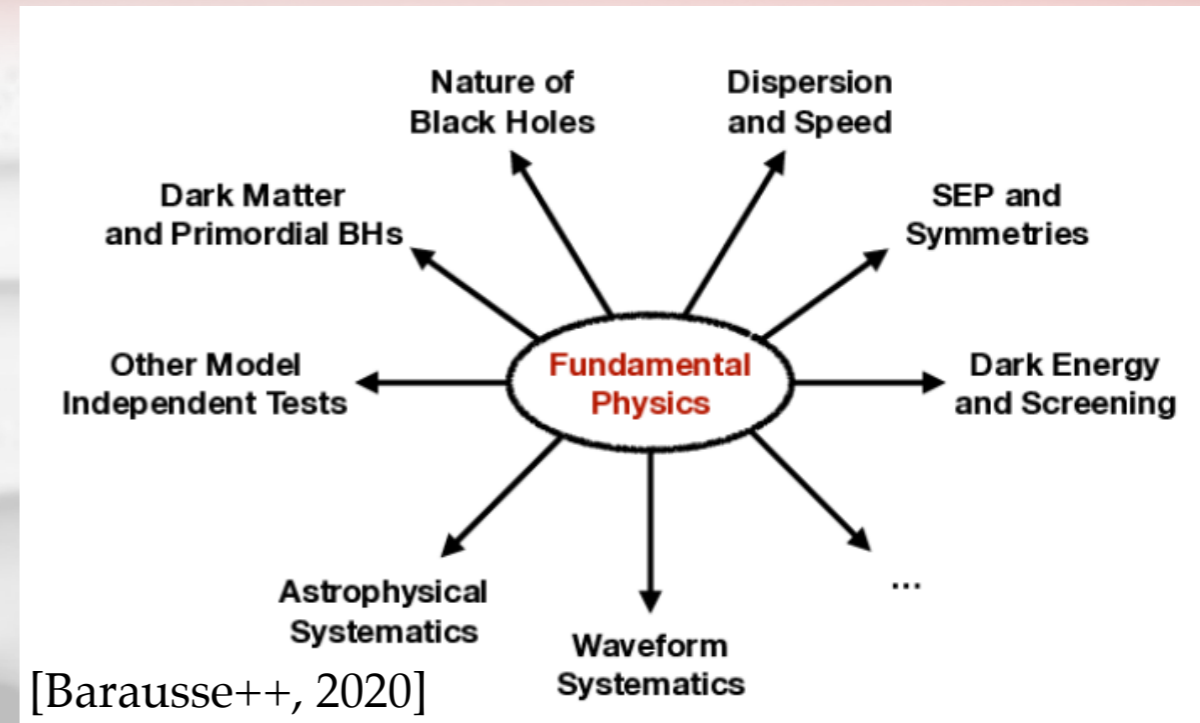 Nature of
Black Holes
Dispersion
and Speed
Dark Matter
and Primordial BHs
SEP and
Symmetries
Other Model
Independent Tests
Fundamental
Physics
Dark Energy
and Screening
Astrophysical
Systematics
Waveform
Systematics
...
[Barausse++, 2020]